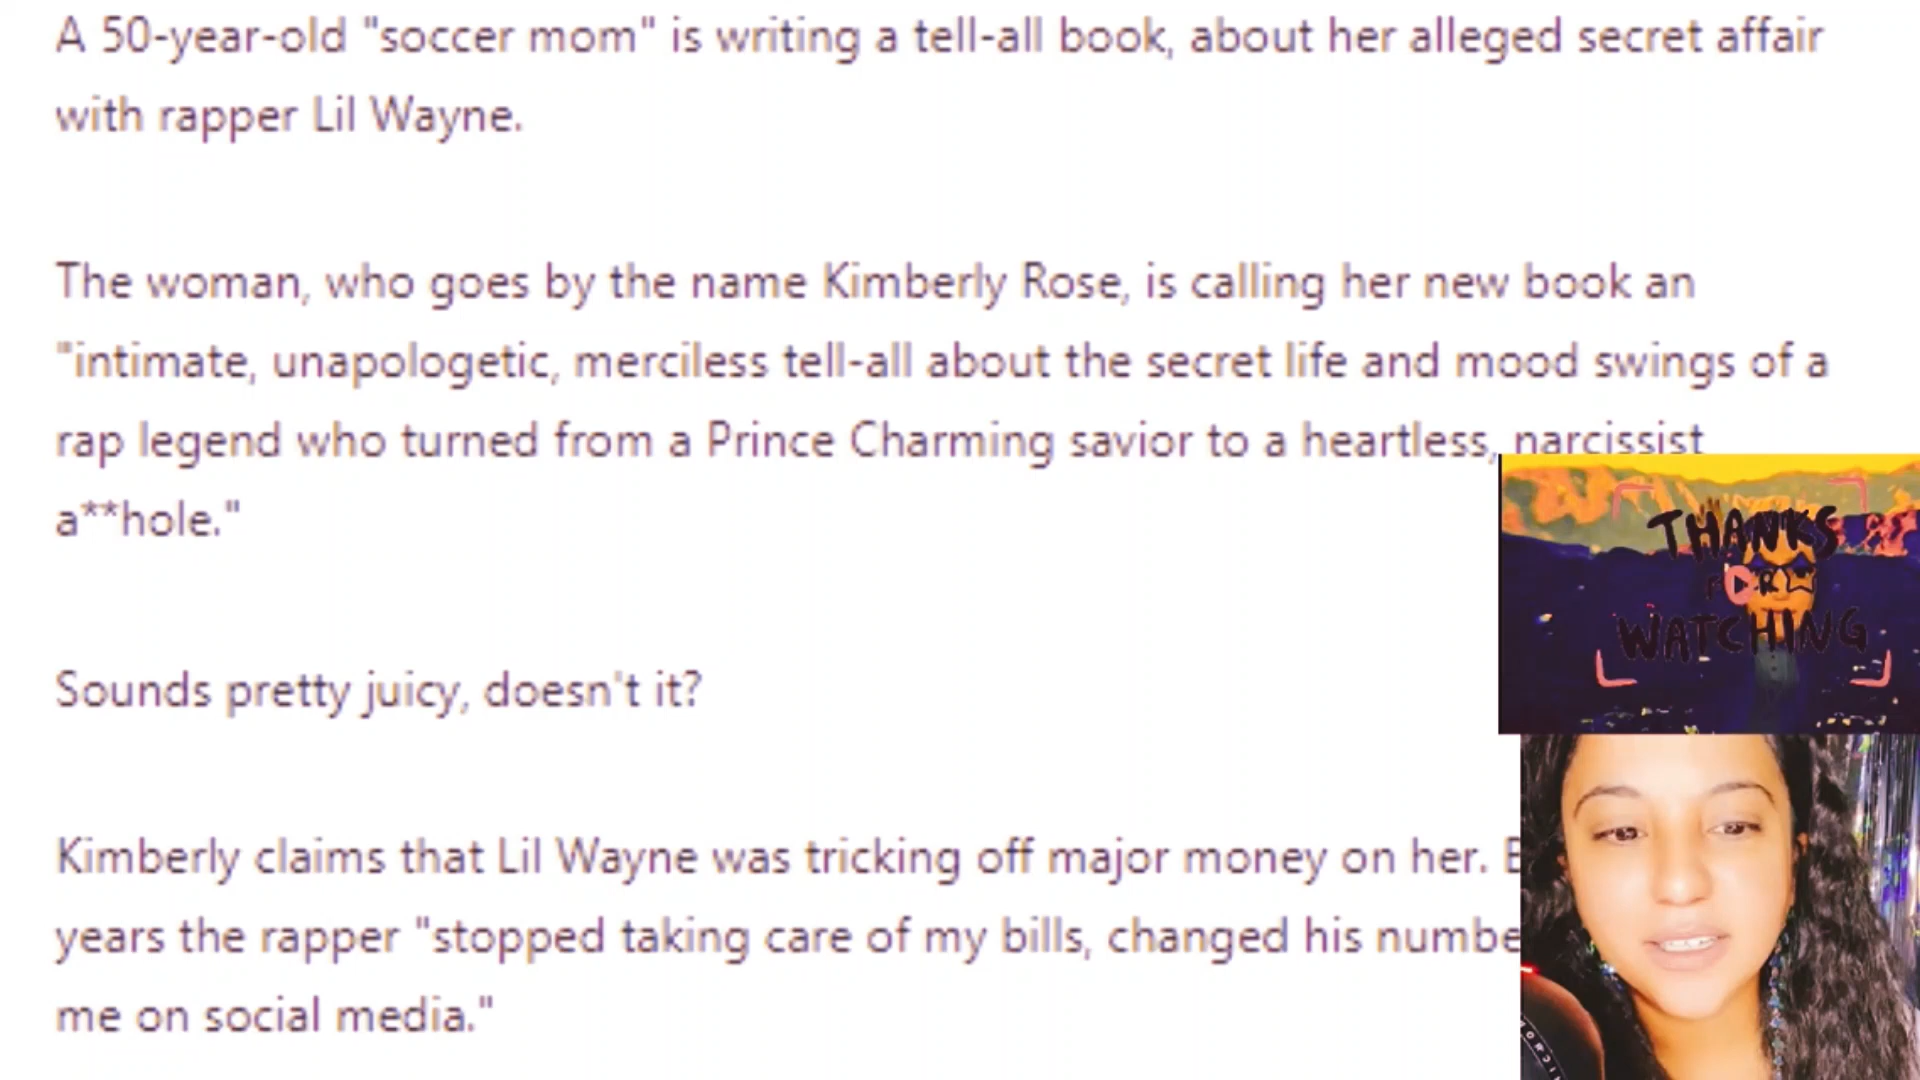 A 50-year-old "soccer mom" is writing a tell-all book, about her alleged secret affair
with rapper Lil Wayne.
The woman, who goes by the name Kimberly Rose, is calling her new book an
"intimate, unapologetic, merciless tell-all about the secret life and mood swings of a
rap legend who turned from a Prince Charming savior to a heartless, narcissist
a**hole."
THANKS
FOR
WATCHING
Sounds pretty juicy, doesn't it?
Kimberly claims that Lil Wayne was tricking off major money on her.
years the rapper "stopped taking care of my bills, changed his numbe
me on social media."